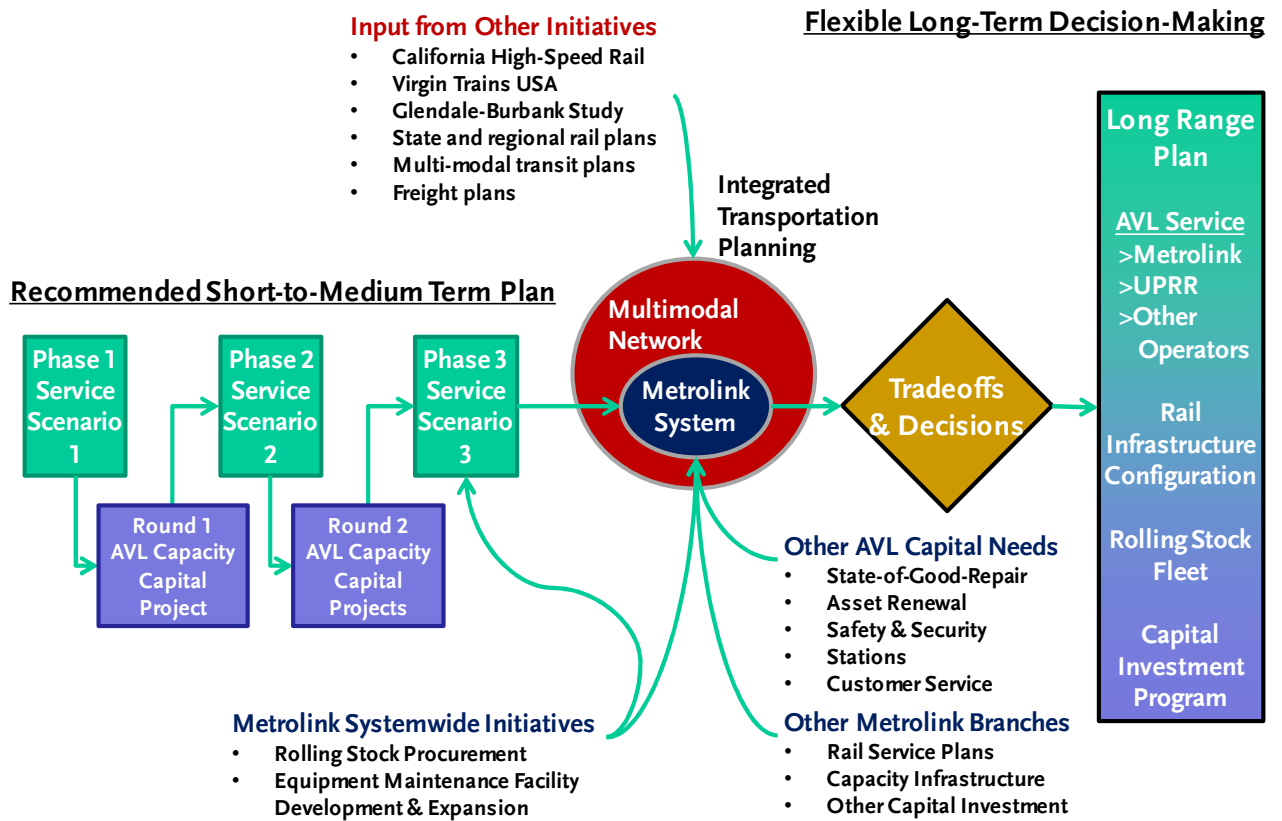 Input from Other Initiatives
• California High-Speed Rail
• Virgin Trains USA
• Glendale-Burbank Study
• State and regional rail plans
• Multi-modal transit plans
• Freight plans
Flexible Long-Term Decision-Making
Integrated
Transportation
Planning
Recommended Short-to-Medium Term Plan
Phase 1
Service
Scenario
1
Phase 2
Service
Scenario
2
Phase 3
Service
Scenario
3
Round 1
AVL Capacity
Capital
Project
Round 2
AVL Capacity
Capital
Projects
Multimodal
Network
Metrolink
System
Tradeoffs
& Decisions
Long Range
Plan
AVL Service
>Metrolink
>UPRR
>Other
Operators
Rail
Infrastructure
Configuration
Rolling Stock
Fleet
Capital
Investment
Program
Other AVL Capital Needs
• State-of-Good-Repair
• Asset Renewal
• Safety & Security
• Stations
• Customer Service
Metrolink Systemwide Initiatives
• Rolling Stock Procurement
• Equipment Maintenance Facility
Development & Expansion
Other Metrolink Branches
• Rail Service Plans
• Capacity Infrastructure
• Other Capital Investment